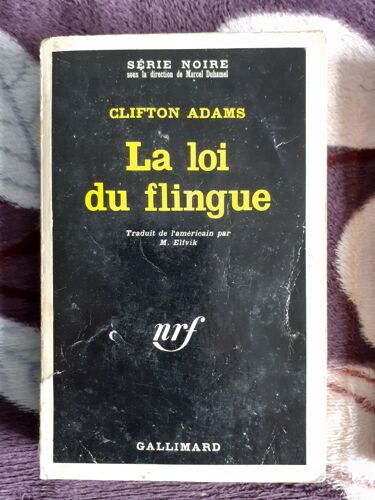 SÉRIE NOIRE
sous la direction de Marcel Duhamel
CLIFTON ADAMS
La loi
du flingue
Traduit de l'américain par
M. Elfvik
nrf
GALLIMARD